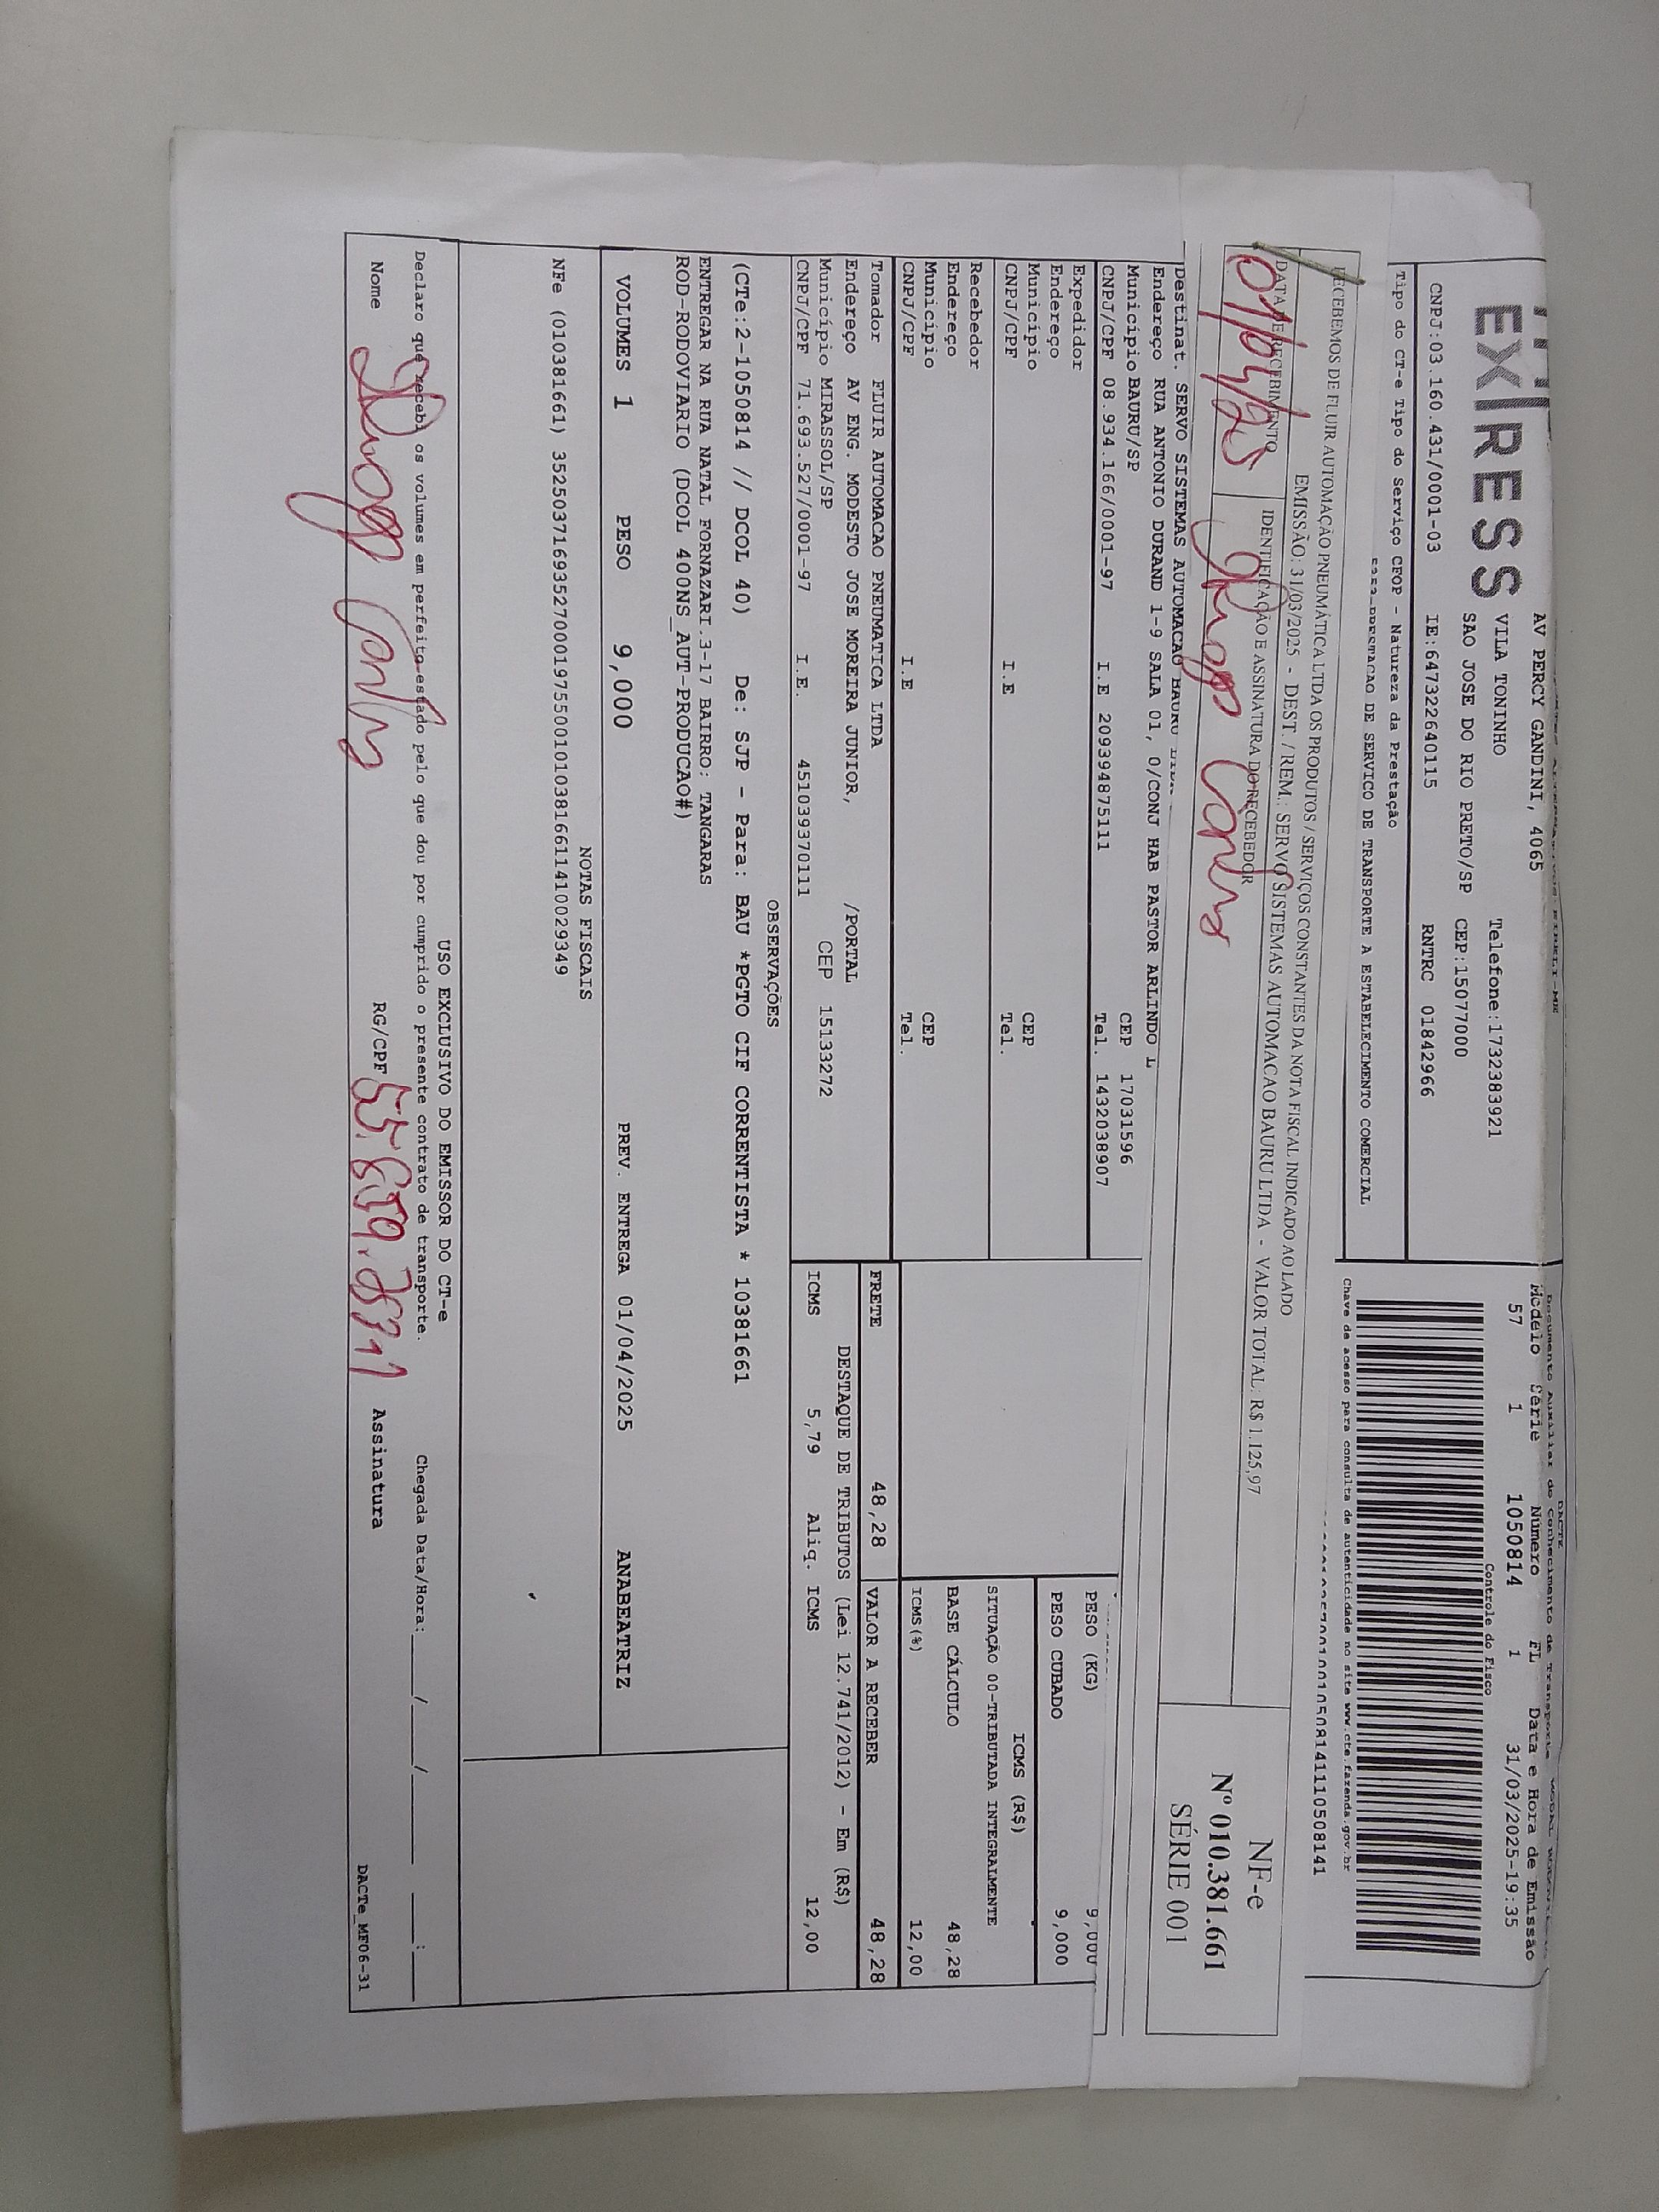 EXPRESS
AV PERCY GANDINI, 4065
VILA TONINHO
Telefone:1732383921
SAO JOSE DO RIO PRETO/SP CEP:15077000
CNPJ:03.160.431/0001-03 IE:647322640115 RNTRC 01842966
Tipo do CT-e Tipo do Serviço CFOP - Natureza da Prestação
5353-PRESTACAO DE SERVICO DE TRANSPORTE A ESTABELECIMENTO COMERCIAL
DACTE
Documento Auxiliar do Conhecimento de Transporte
Modelo Série Número FL Data e Hora de Emissão
57 1 1050814 1 31/03/2025-19:35
Controle do Fisco
Chave de acesso para consulta de autenticidade no site www.cte.fazenda.gov.br
RECEBEMOS DE FLUIR AUTOMAÇÃO PNEUMÁTICA LTDA OS PRODUTOS / SERVIÇOS CONSTANTES DA NOTA FISCAL INDICADO AO LADO
EMISSÃO: 31/03/2025 - DEST. / REM.: SERVO SISTEMAS AUTOMACAO BAURU LTDA - VALOR TOTAL: R$ 1.125,97
DATA DE RECEBIMENTO
IDENTIFICAÇÃO E ASSINATURA DO RECEBEDOR
01/04/25
NF-e
Nº 010.381.661
SÉRIE 001
Destinat. SERVO SISTEMAS AUTOMACAO BAURU
Endereço RUA ANTONIO DURAND 1-9 SALA 01, 0/CONJ HAB PASTOR ARLINDO L
Município BAURU/SP CEP 17031596
CNPJ/CPF 08.934.166/0001-97 I.E 209394875111 Tel. 1432038907
Expedidor
Endereço
Município CEP
CNPJ/CPF I.E Tel.
Recebedor
Endereço
Município CEP
CNPJ/CPF I.E Tel.
Tomador FLUIR AUTOMACAO PNEUMATICA LTDA
Endereço AV ENG. MODESTO JOSE MOREIRA JUNIOR, /PORTAL
Município MIRASSOL/SP CEP 15133272
CNPJ/CPF 71.693.527/0001-97 I.E. 451039370111
PESO (KG) 9,000
PESO CUBADO 9,000
ICMS (R$)
SITUAÇÃO 00-TRIBUTADA INTEGRALMENTE
BASE CÁLCULO 48,28
ICMS(%) 12,00
FRETE 48,28 VALOR A RECEBER 48,28
DESTAQUE DE TRIBUTOS (Lei 12.741/2012) - Em (R$)
ICMS 5,79 Aliq. ICMS 12,00
OBSERVAÇÕES
(CTe:2-1050814 // DCOL 40) De: SJP - Para: BAU *PGTO CIF CORRENTISTA * 10381661
ENTREGAR NA RUA NATAL FORNAZARI.3-17 BAIRRO: TANGARAS
ROD-RODOVIARIO (DCOL 400NS_AUT-PRODUCAO#)
VOLUMES 1 PESO 9,000 PREV. ENTREGA 01/04/2025 ANABEATRIZ
NOTAS FISCAIS
NFe (010381661) 35250371693527000197550010103816611410029349
USO EXCLUSIVO DO EMISSOR DO CT-e
Declaro que recebi os volumes em perfeito estado pelo que dou por cumprido o presente contrato de transporte. Chegada Data/Hora:____/____/____ ___:___
Nome RG/CPF Assinatura
DACTe_MF06-31